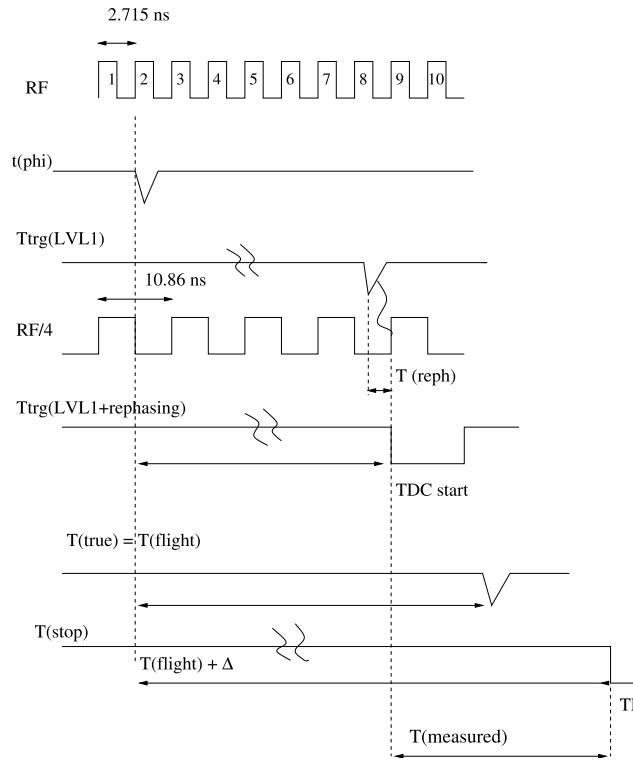 2.715 ns
RF
1 2 3 4 5 6 7 8 9 10
t(phi)
Ttrg(LVL1)
10.86 ns
RF/4
T (reph)
Ttrg(LVL1+rephasing)
TDC start
T(true) = T(flight)
T(stop)
T(flight) + Δ
T(measured)